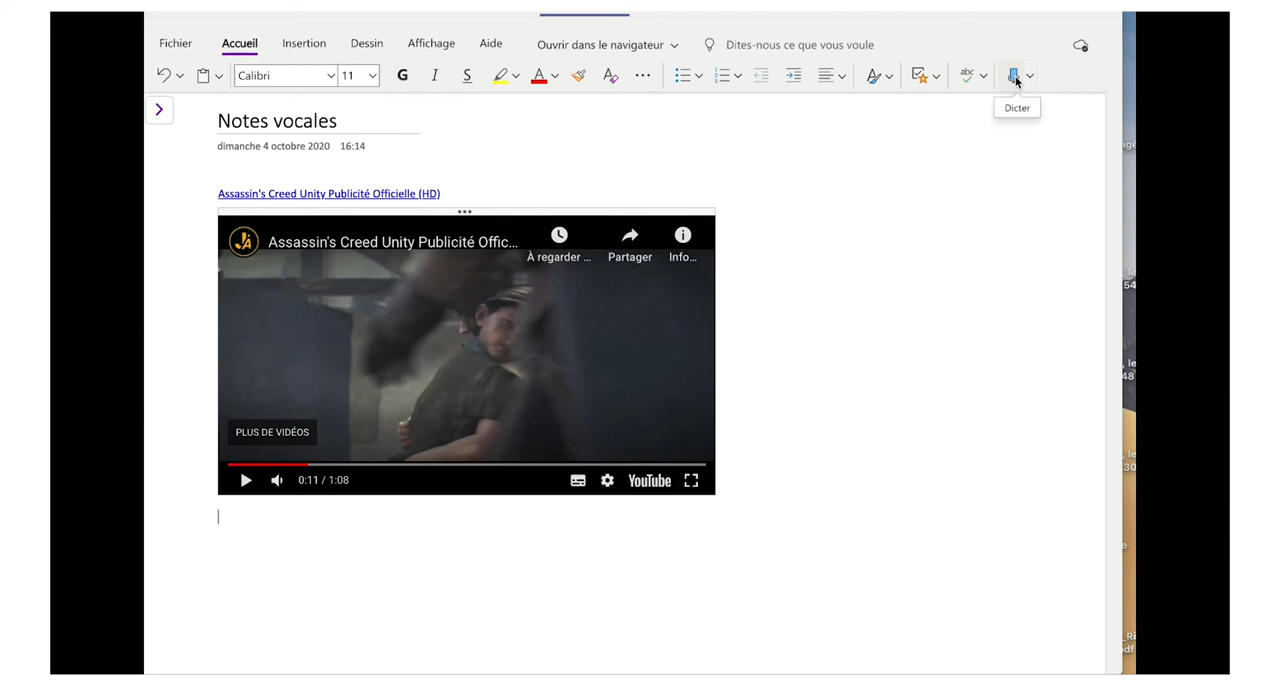 Fichier Accueil Insertion Dessin Affichage Aide Ouvrir dans le navigateur Dites-nous ce que vous voule
Calibri 11 G I S A A abc
Dicter
Notes vocales
dimanche 4 octobre 2020 16:14
Assassin's Creed Unity Publicité Officielle (HD)
Assassin's Creed Unity Publicité Offic...
À regarder ... Partager Info...
PLUS DE VIDÉOS
0:11 / 1:08 YouTube